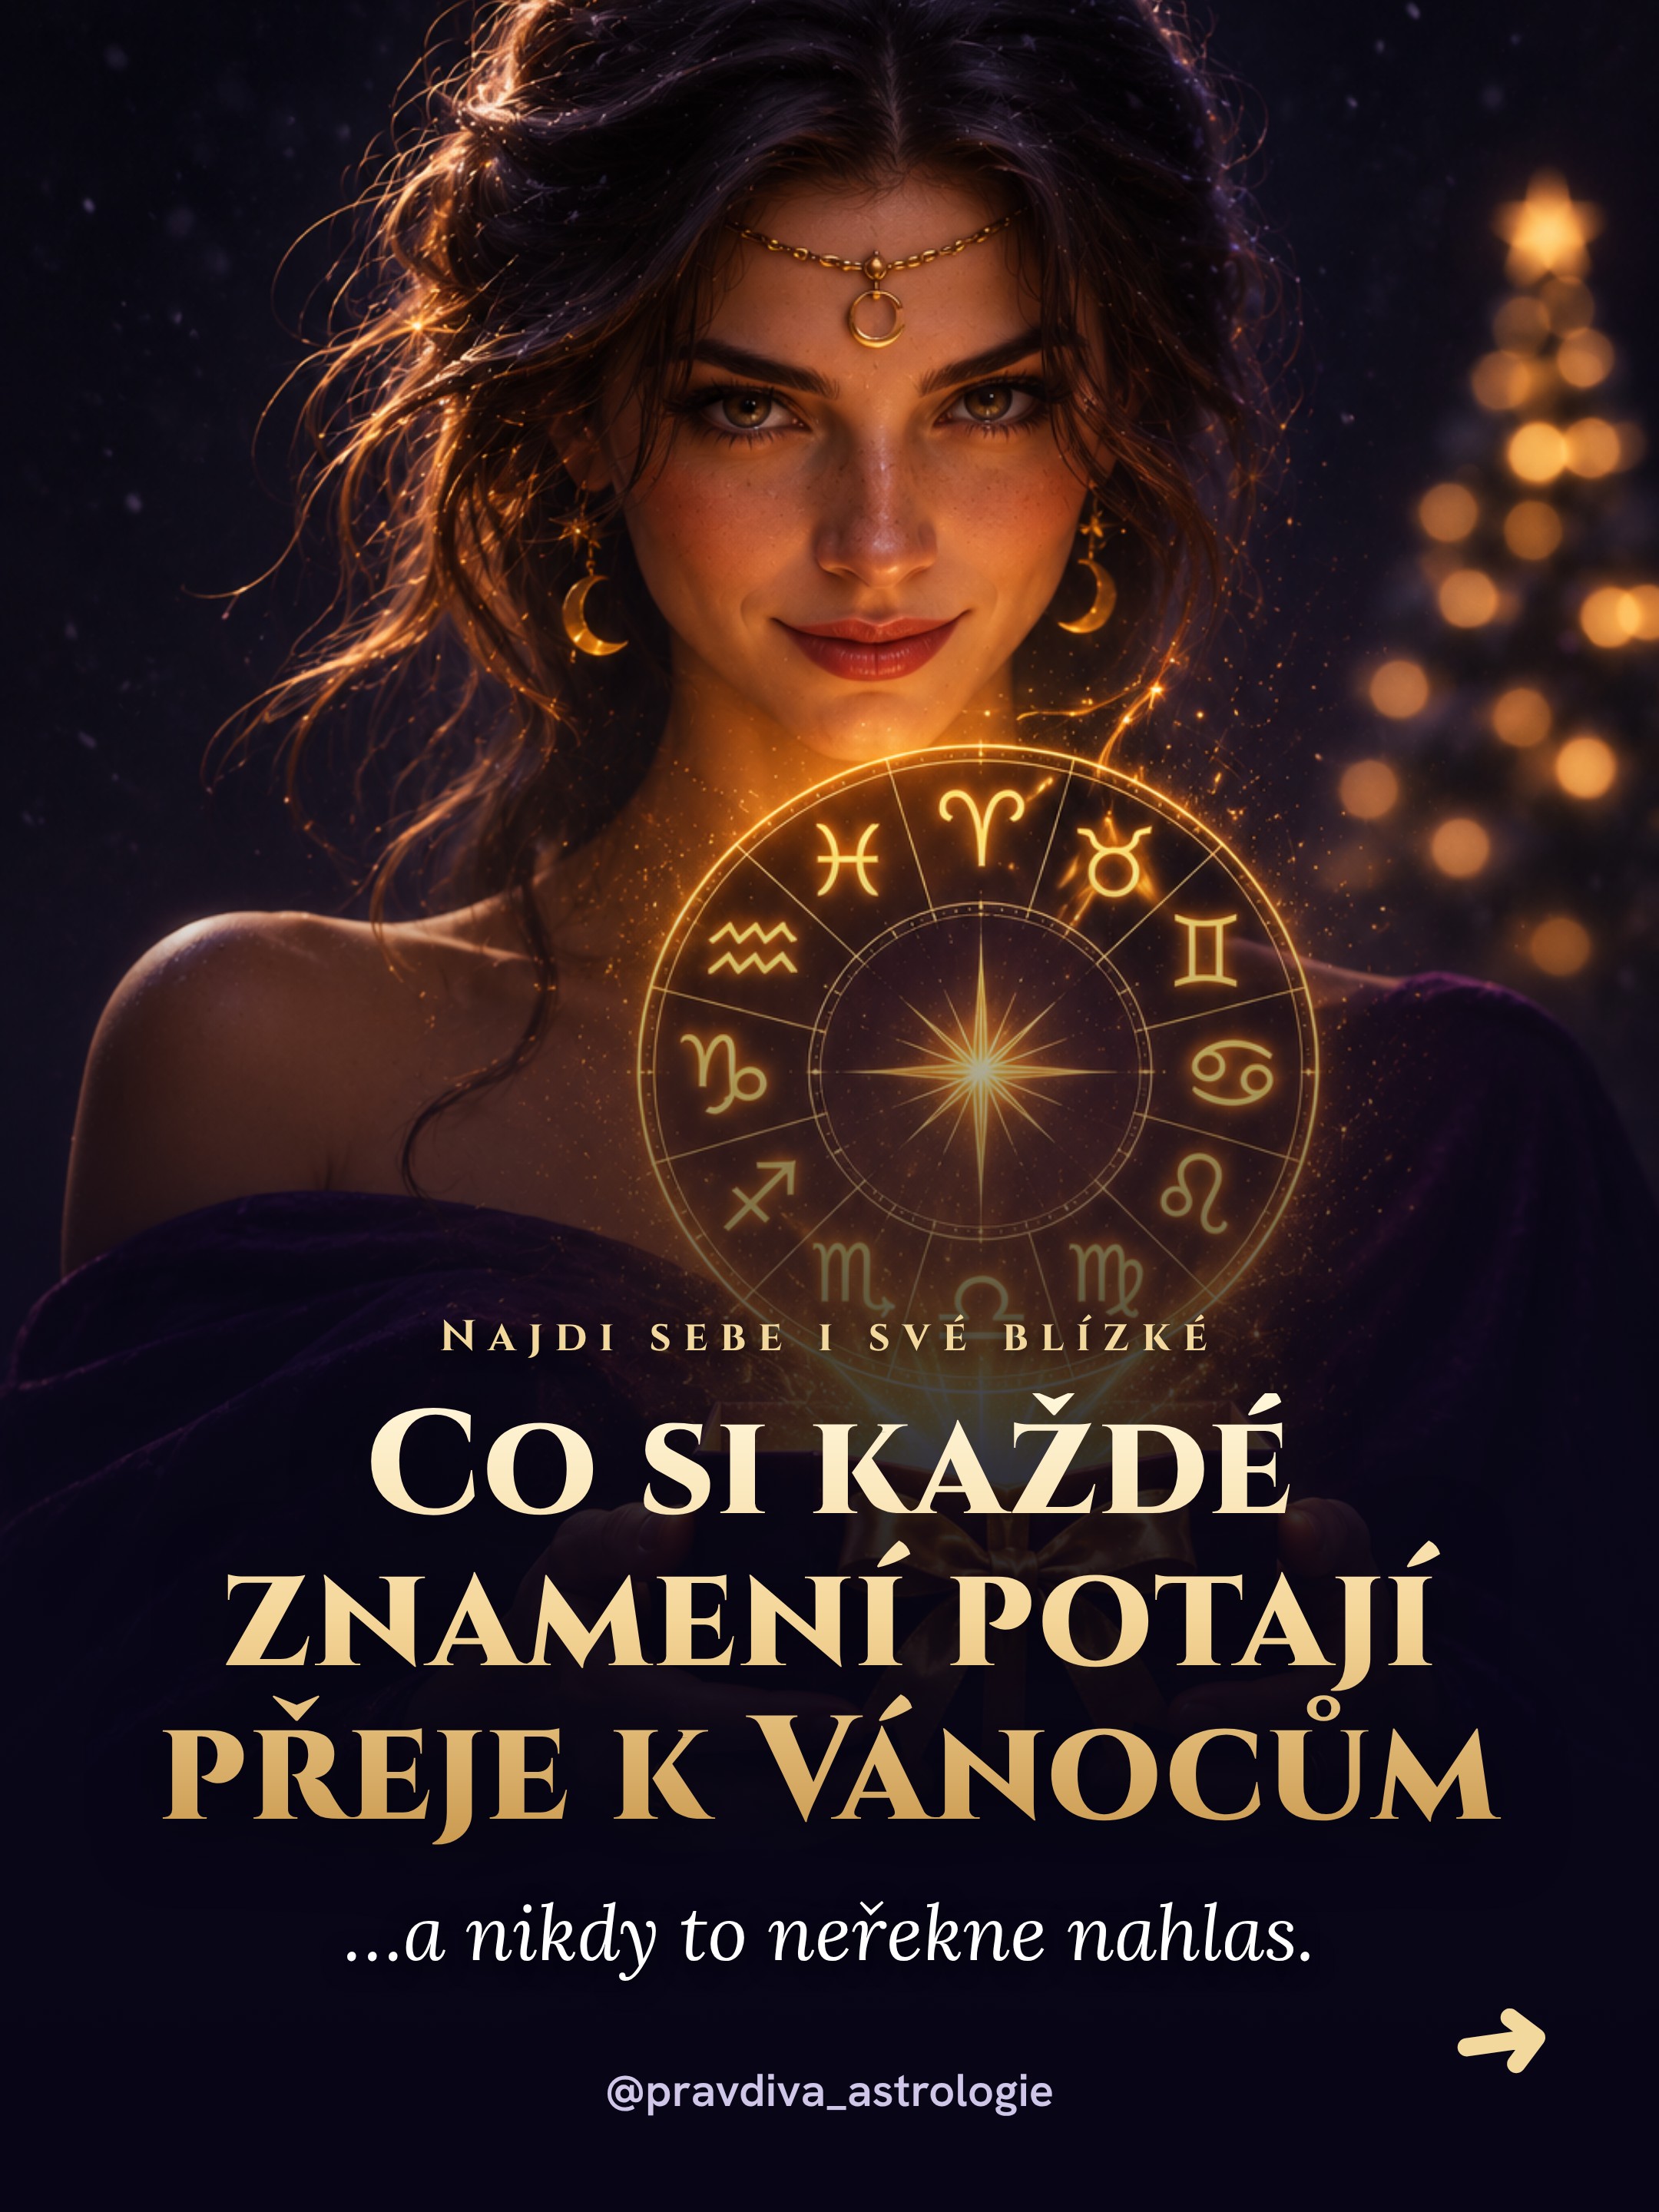 Najdi sebe i své blízké
Co si každé
znamení potají
přeje k Vánocům
...a nikdy to neřekne nahlas.
@pravdiva_astrologie